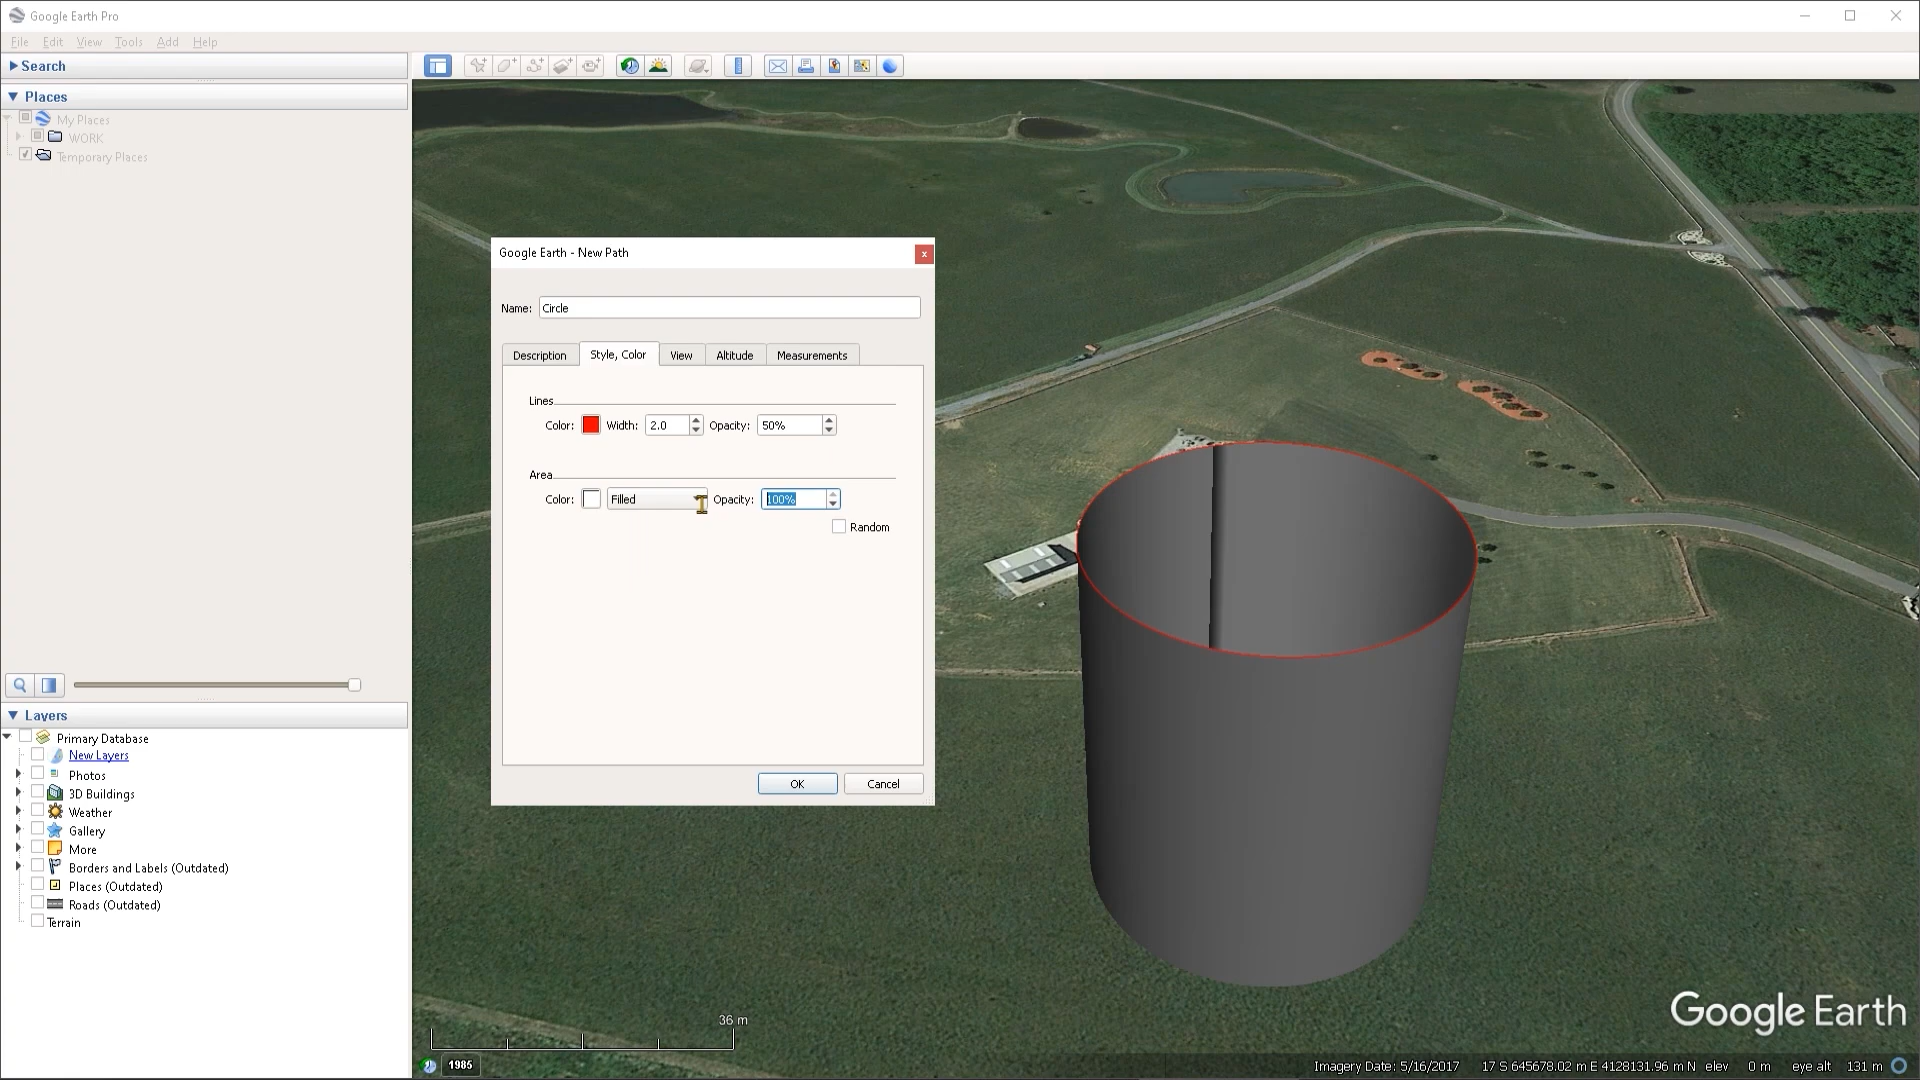 Google Earth Pro
File Edit View Tools Add Help
Search
Places
My Places
WORK
Temporary Places
Google Earth - New Path
Name: Circle
Description Style, Color View Altitude Measurements
Lines
Color: Width: 2.0 Opacity: 50%
Area
Color: Filled Opacity: 100%
Random
OK Cancel
Layers
Primary Database
New Layers
Photos
3D Buildings
Weather
Gallery
More
Borders and Labels (Outdated)
Places (Outdated)
Roads (Outdated)
Terrain
36 m
Google Earth
1985
Imagery Date: 5/16/2017 17 S 645678.02 m E 4128131.96 m N elev 0 m eye alt 131 m